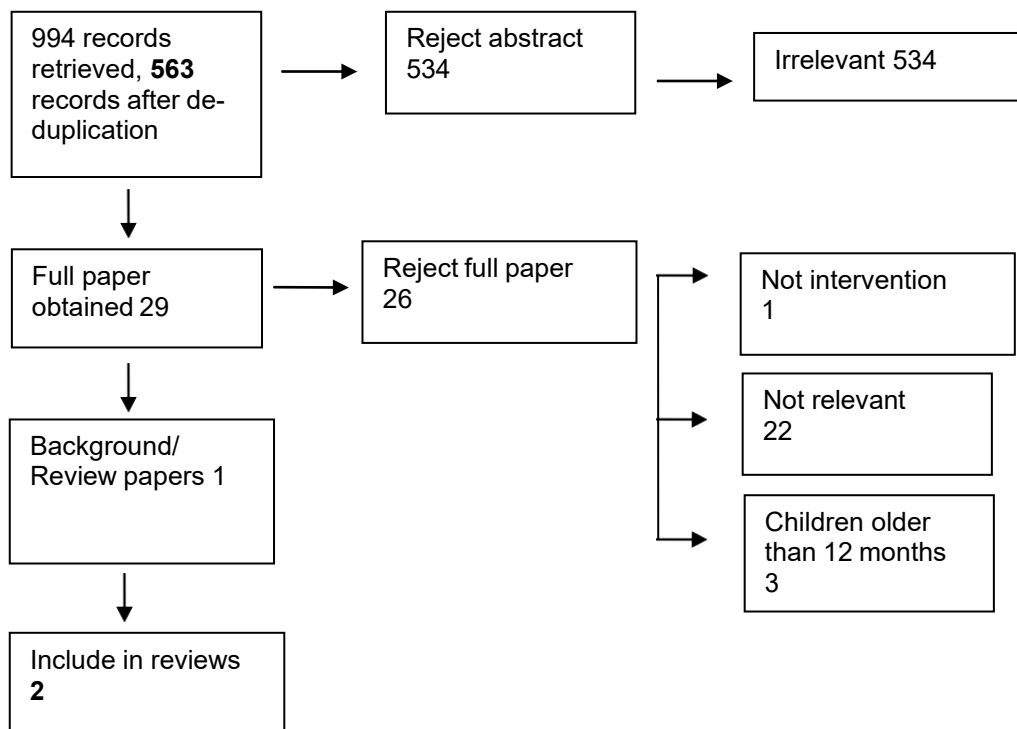 994 records
retrieved, 563
records after de-
duplication
Reject abstract
534
Irrelevant 534
Full paper
obtained 29
Reject full paper
26
Not intervention
1
Not relevant
22
Children older
than 12 months
3
Background/
Review papers 1
Include in reviews
2